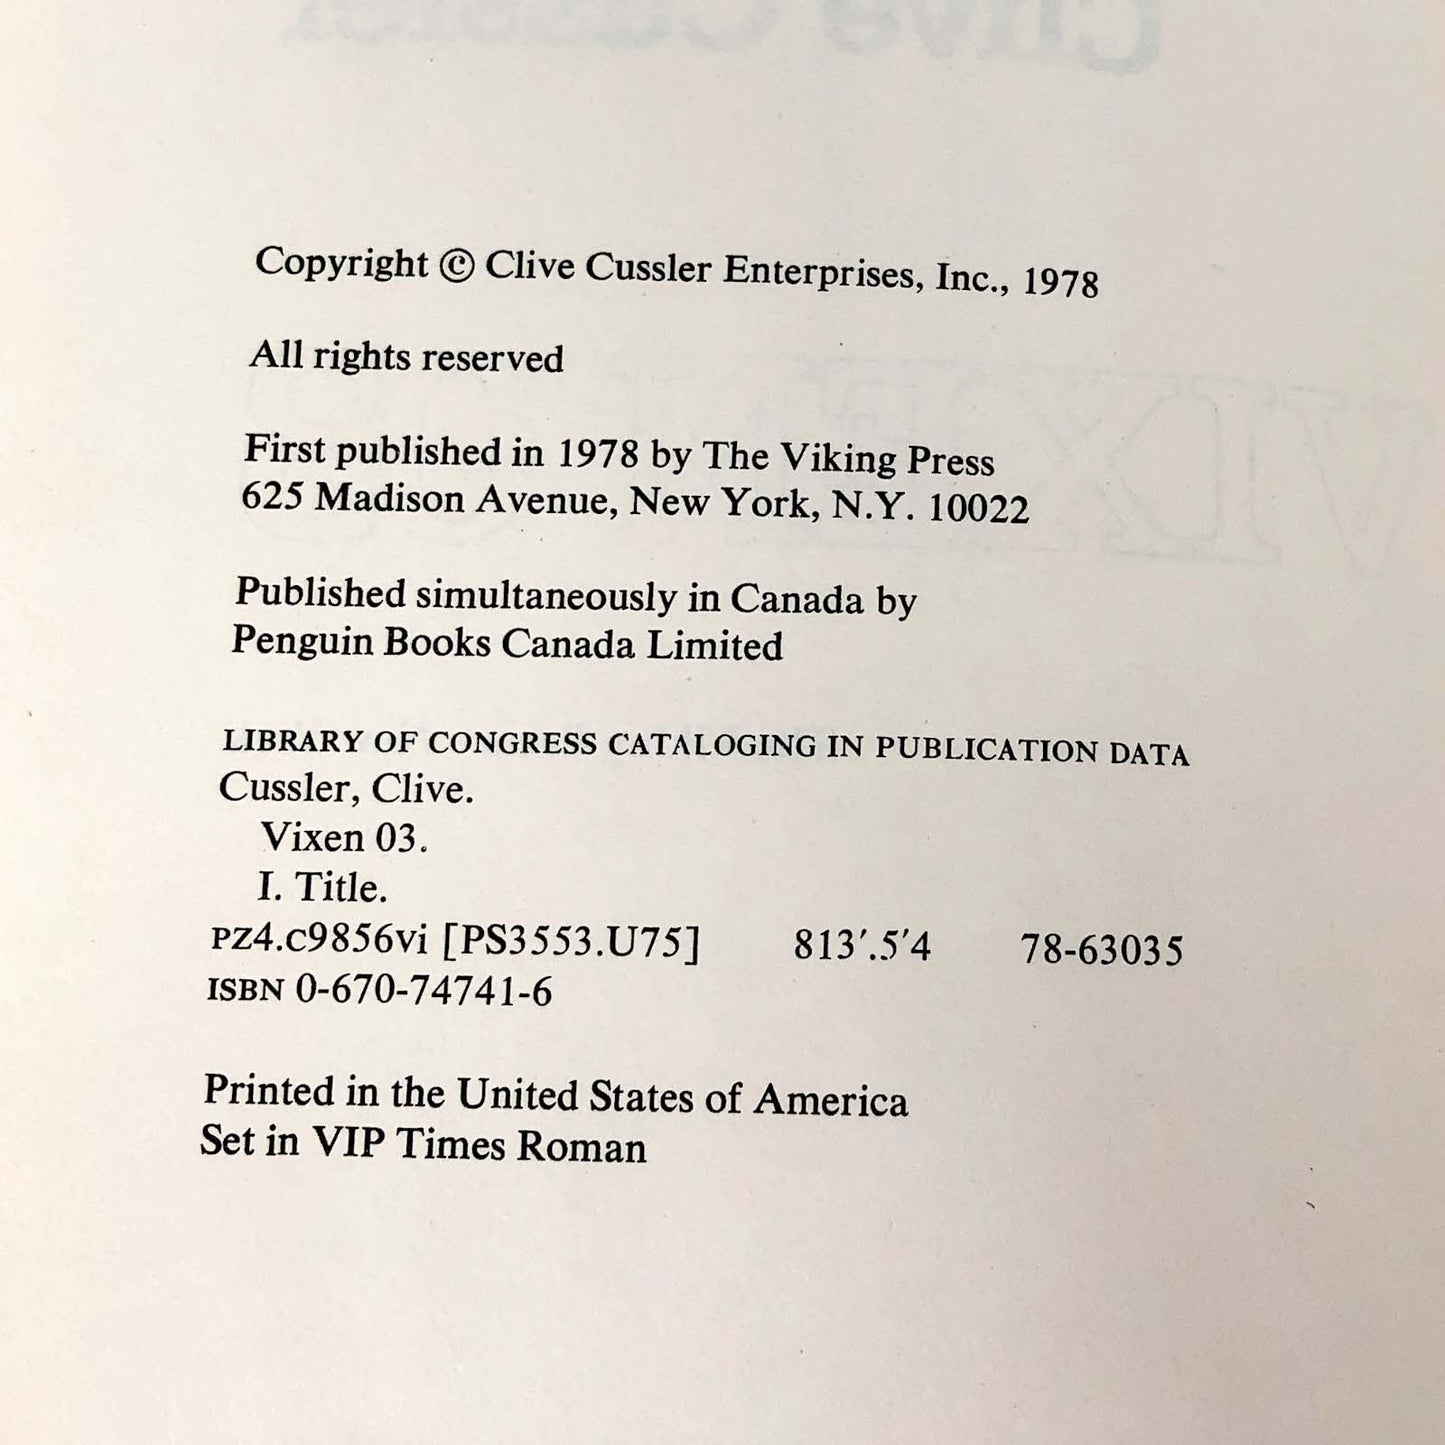 Copyright © Clive Cussler Enterprises, Inc., 1978
All rights reserved
First published in 1978 by The Viking Press
625 Madison Avenue, New York, N.Y. 10022
Published simultaneously in Canada by
Penguin Books Canada Limited
LIBRARY OF CONGRESS CATALOGING IN PUBLICATION DATA
Cussler, Clive.
Vixen 03.
I. Title.
PZ4.C9856Vi [PS3553.U75] 813'.5'4 78-63035
ISBN 0-670-74741-6
Printed in the United States of America
Set in VIP Times Roman